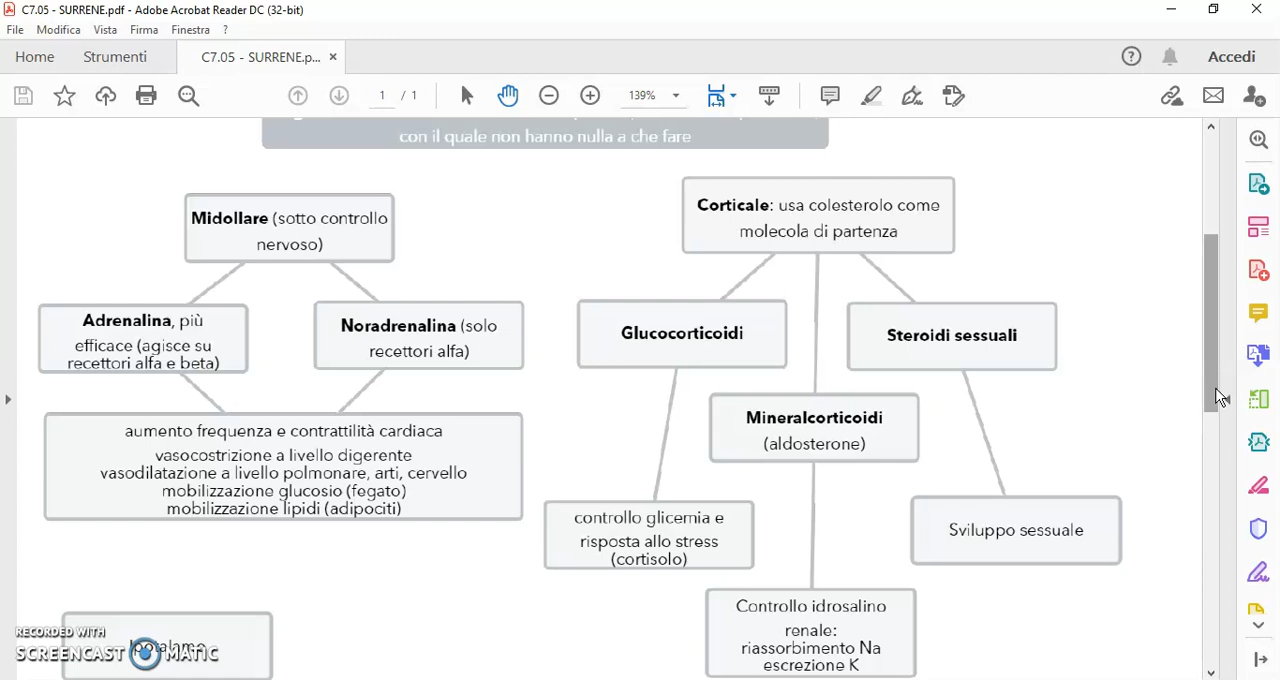 C7.05 - SURRENE.pdf - Adobe Acrobat Reader DC (32-bit)
File Modifica Vista Firma Finestra ?
Home Strumenti C7.05 - SURRENE.p... × Accedi
1 / 1 139%
con il quale non hanno nulla a che fare
Midollare (sotto controllo
nervoso)
Corticale: usa colesterolo come
molecola di partenza
Adrenalina, più
efficace (agisce su
recettori alfa e beta)
Noradrenalina (solo
recettori alfa)
Glucocorticoidi
Steroidi sessuali
Mineralcorticoidi
(aldosterone)
aumento frequenza e contrattilità cardiaca
vasocostrizione a livello digerente
vasodilatazione a livello polmonare, arti, cervello
mobilizzazione glucosio (fegato)
mobilizzazione lipidi (adipociti)
controllo glicemia e
risposta allo stress
(cortisolo)
Sviluppo sessuale
Controllo idrosalino
renale:
riassorbimento Na
escrezione K
Ipotalamo
RECORDED WITH
SCREENCAST MATIC